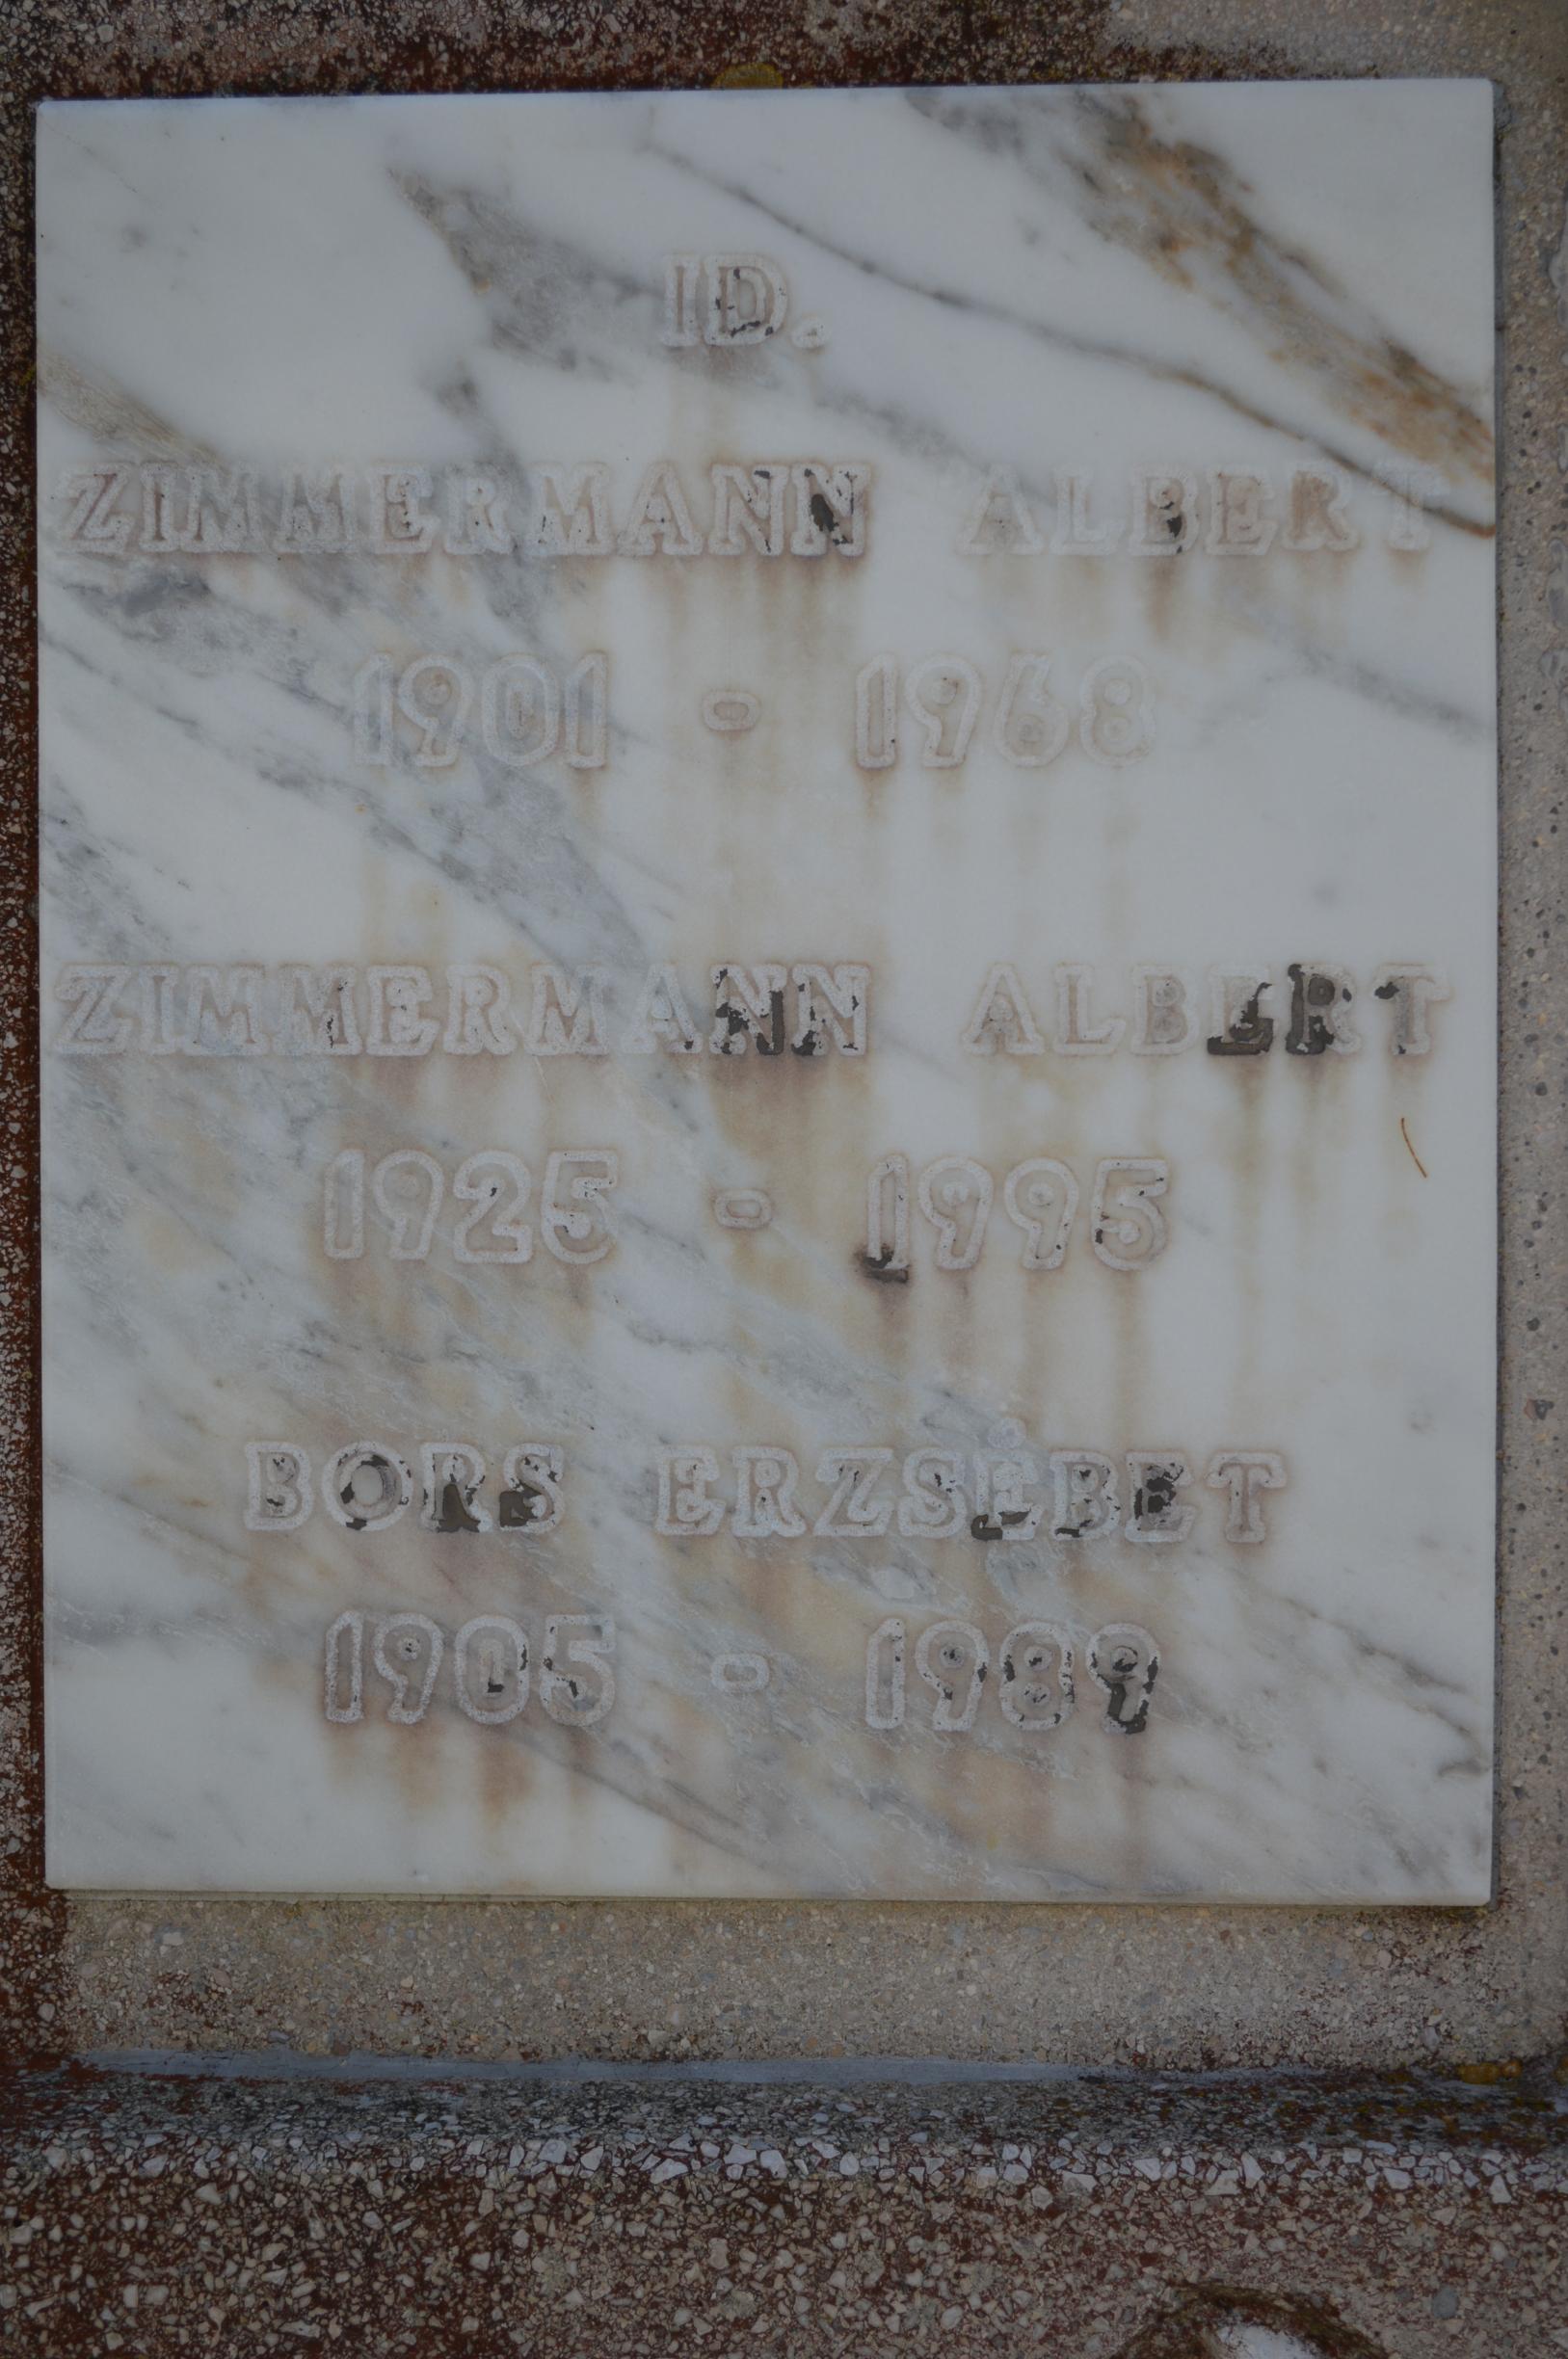 ID.
ZIMMERMANN ALBERT
1901 - 1968
ZIMMERMANN ALBERT
1925 - 1995
BORS ERZSÉBET
1905 - 1989